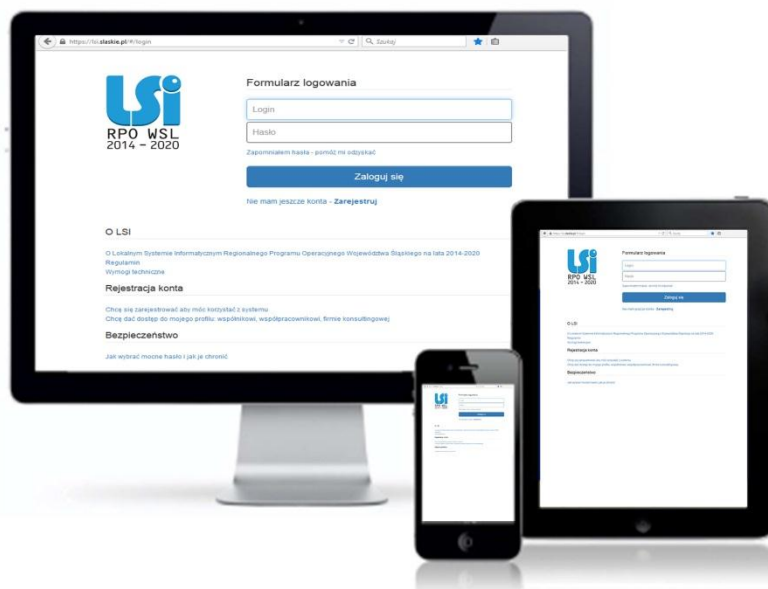 https://lsi.slaskie.pl/#/login
Szukaj
LSI
RPO WSL
2014 - 2020
Formularz logowania
Login
Hasło
Zapomniałem hasła - pomóż mi odzyskać
Zaloguj się
Nie mam jeszcze konta - Zarejestruj
O LSI
O Lokalnym Systemie Informatycznym Regionalnego Programu Operacyjnego Województwa Śląskiego na lata 2014-2020
Regulamin
Wymogi techniczne
Rejestracja konta
Chcę się zarejestrować aby móc korzystać z systemu
Chcę dać dostęp do mojego profilu: wspólnikowi, współpracownikowi, firmie konsultingowej
Bezpieczeństwo
Jak wybrać mocne hasło i jak je chronić
LSI
RPO WSL
2014 - 2020
Formularz logowania
Login
Hasło
Zaloguj się
O LSI
Rejestracja konta
Bezpieczeństwo
LSI